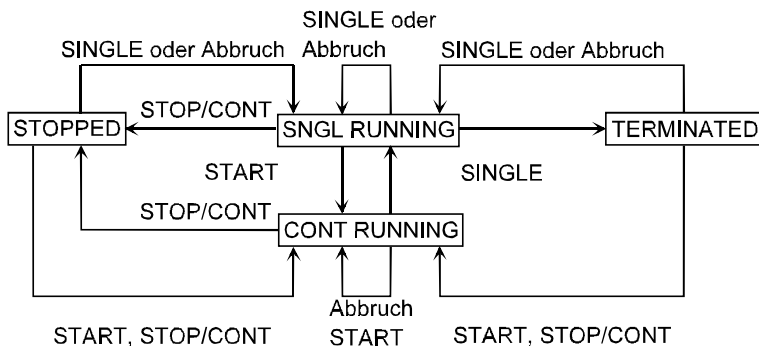 SINGLE oder
Abbruch
SINGLE oder Abbruch
SINGLE oder Abbruch
STOP/CONT
STOPPED
SNGL RUNNING
TERMINATED
START
SINGLE
STOP/CONT
CONT RUNNING
Abbruch
START
START, STOP/CONT
START, STOP/CONT